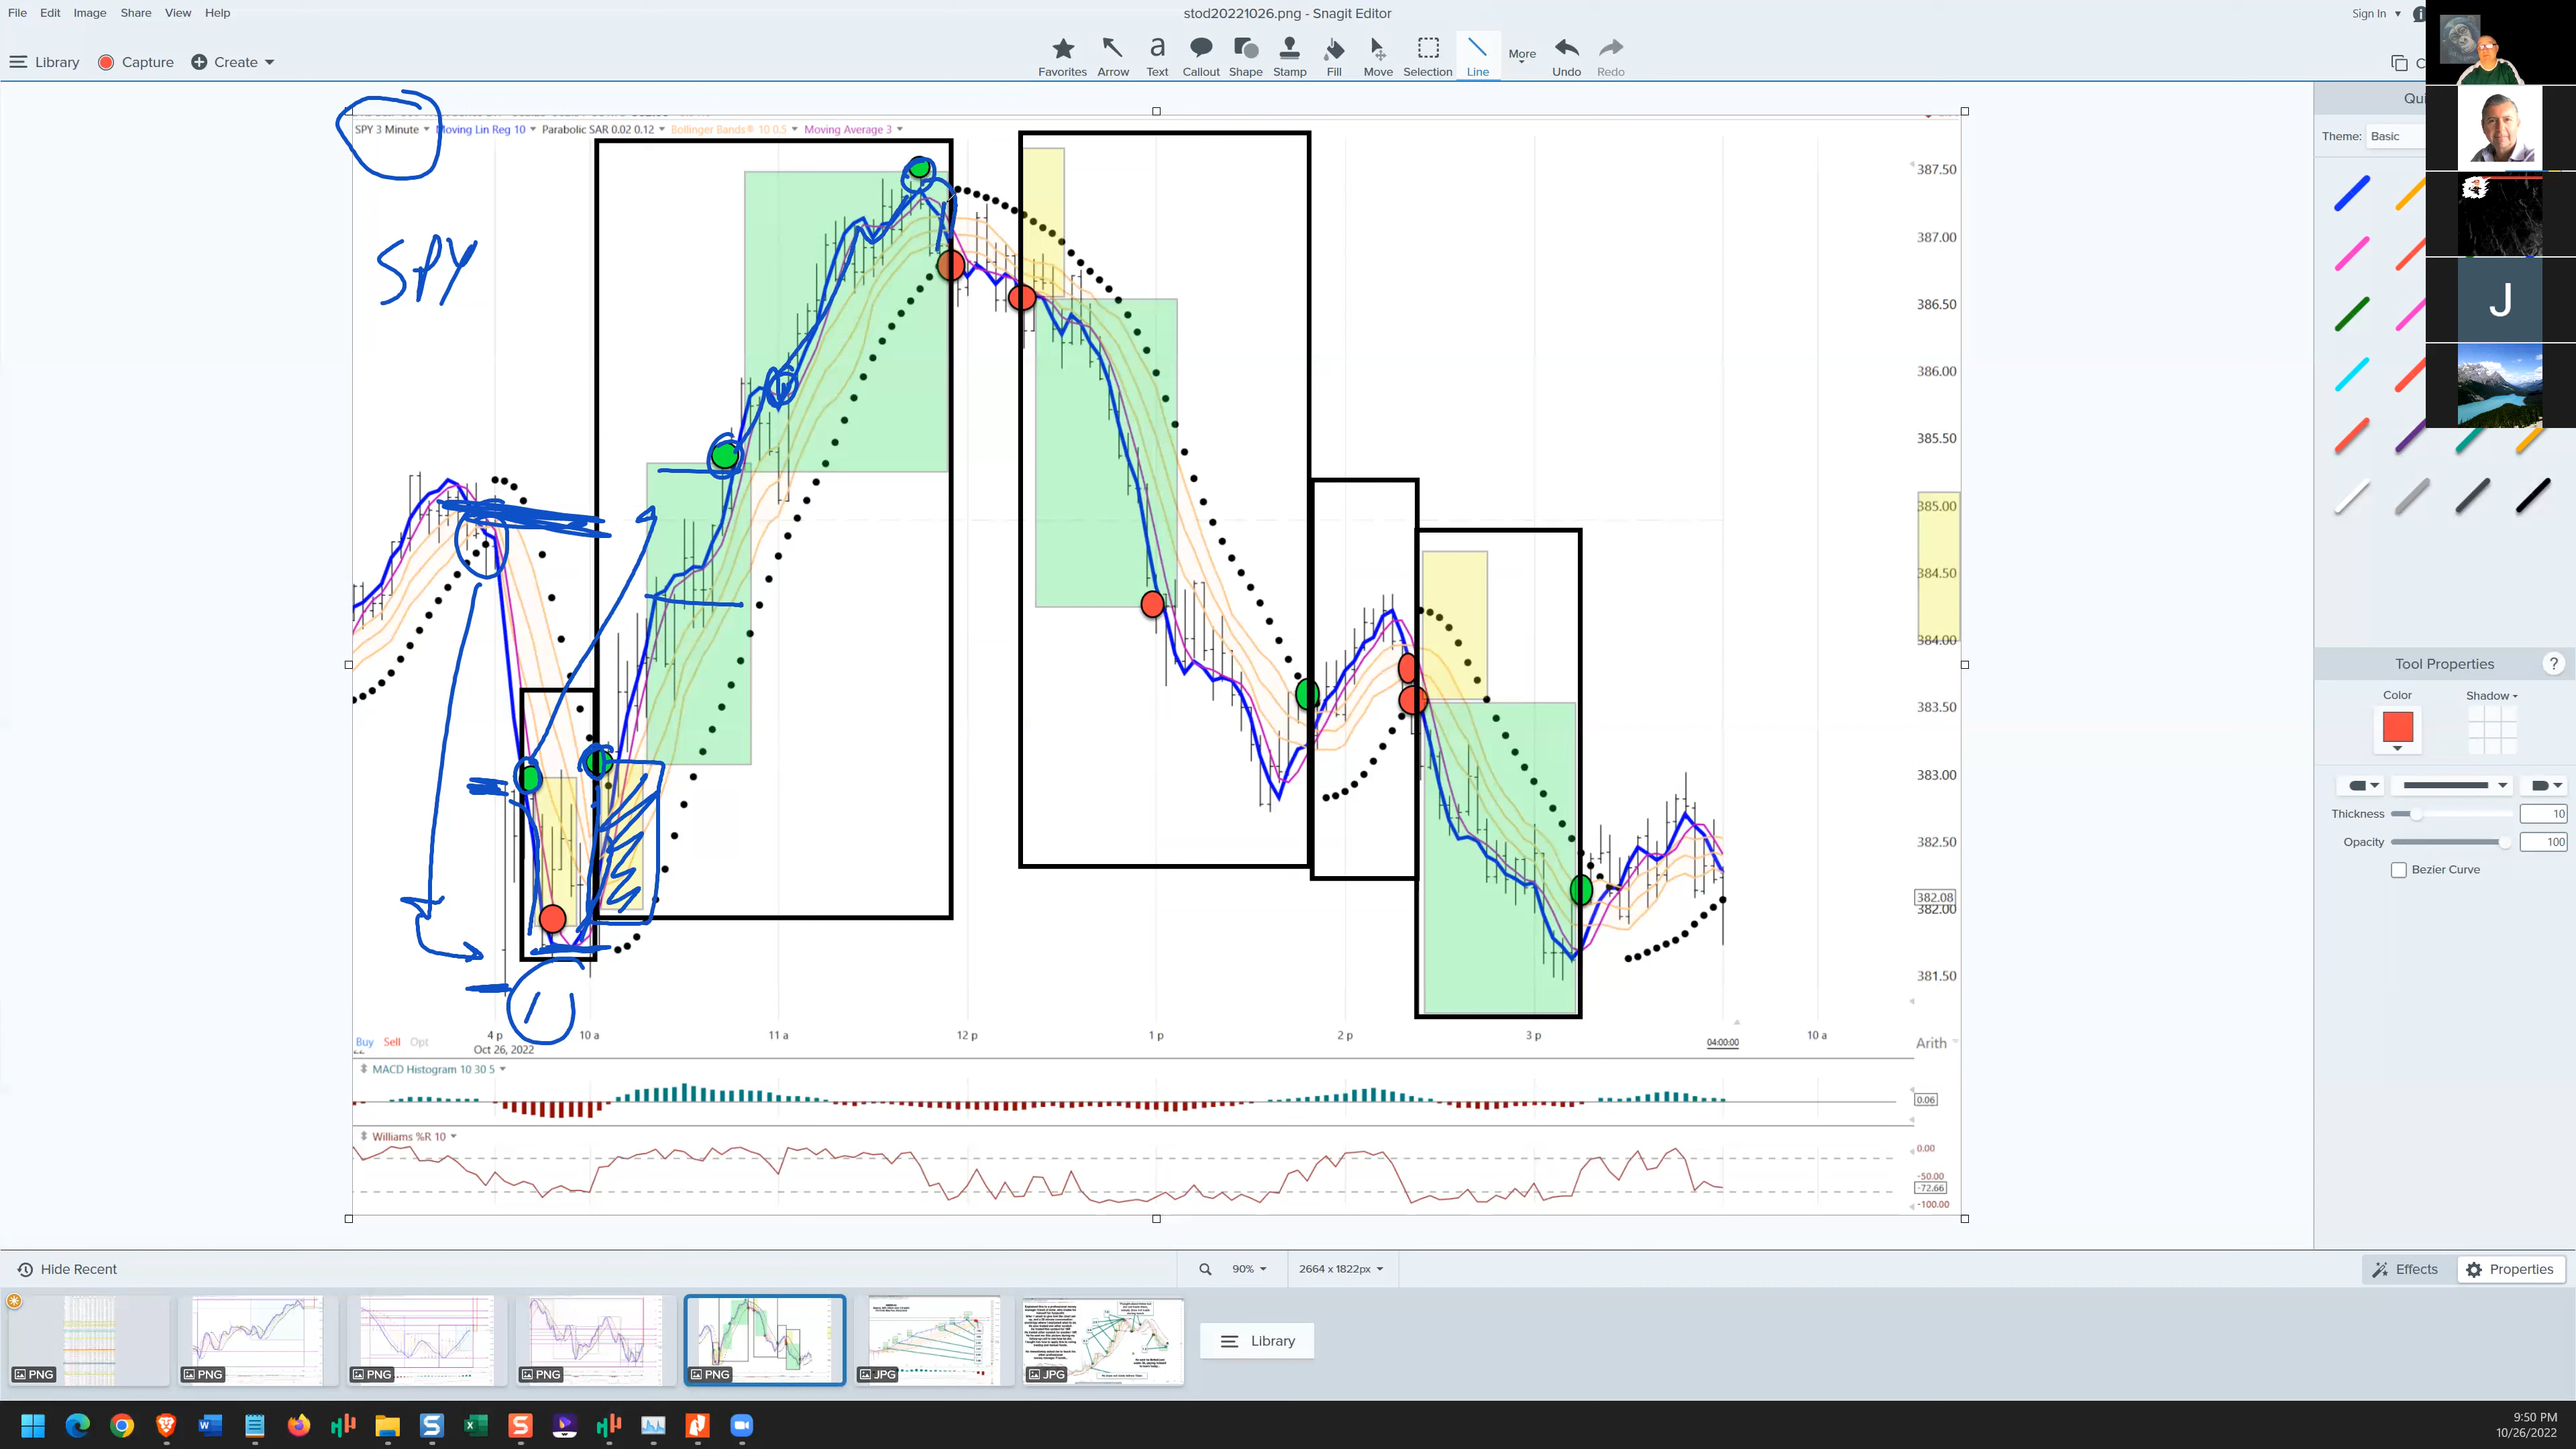 File Edit Image Share View Help
stod20221026.png - Snagit Editor
Sign In
Library Capture Create
Favorites Arrow Text Callout Shape Stamp Fill Move Selection Line More Undo Redo
Theme: Basic
J
SPY 3 Minute Moving Lin Reg 10 Parabolic SAR 0.02 0.12 Bollinger Bands® 10 0.5 Moving Average 3
SPY
387.50
387.00
386.50
386.00
385.50
385.00
384.50
384.00
383.50
383.00
382.50
382.08
382.00
381.50
1
4 p 10 a 11 a 12 p 1 p 2 p 3 p 04:00:00 10 a
Buy Sell Opt
Oct 26, 2022
Arith
MACD Histogram 10 30 5
0.06
Williams %R 10
0.00
-50.00
-72.66
-100.00
Tool Properties ?
Color Shadow
Thickness 10
Opacity 100
Bezier Curve
Hide Recent
90% 2664 x 1822px
Effects Properties
PNG PNG PNG PNG PNG JPG JPG
Library
9:50 PM
10/26/2022